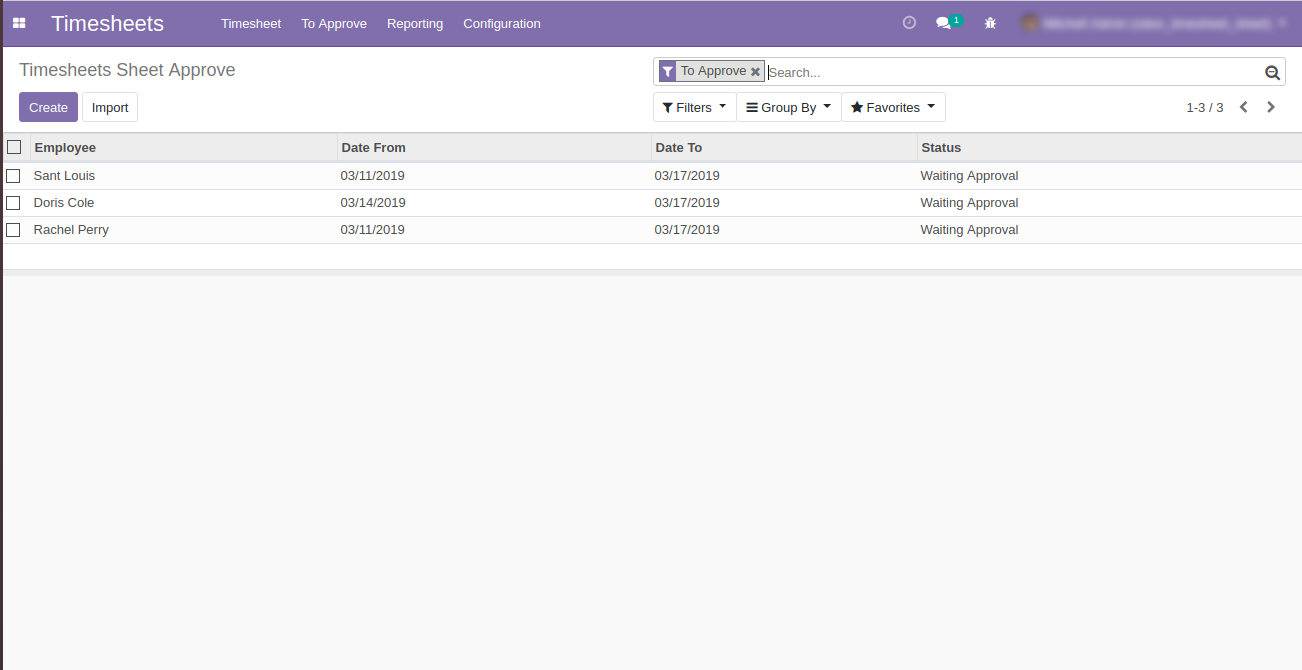 Timesheets Timesheet To Approve Reporting Configuration 1
Timesheets Sheet Approve
To Approve Search...
Create Import Filters Group By Favorites 1-3 / 3
Employee Date From Date To Status
Sant Louis 03/11/2019 03/17/2019 Waiting Approval
Doris Cole 03/14/2019 03/17/2019 Waiting Approval
Rachel Perry 03/11/2019 03/17/2019 Waiting Approval